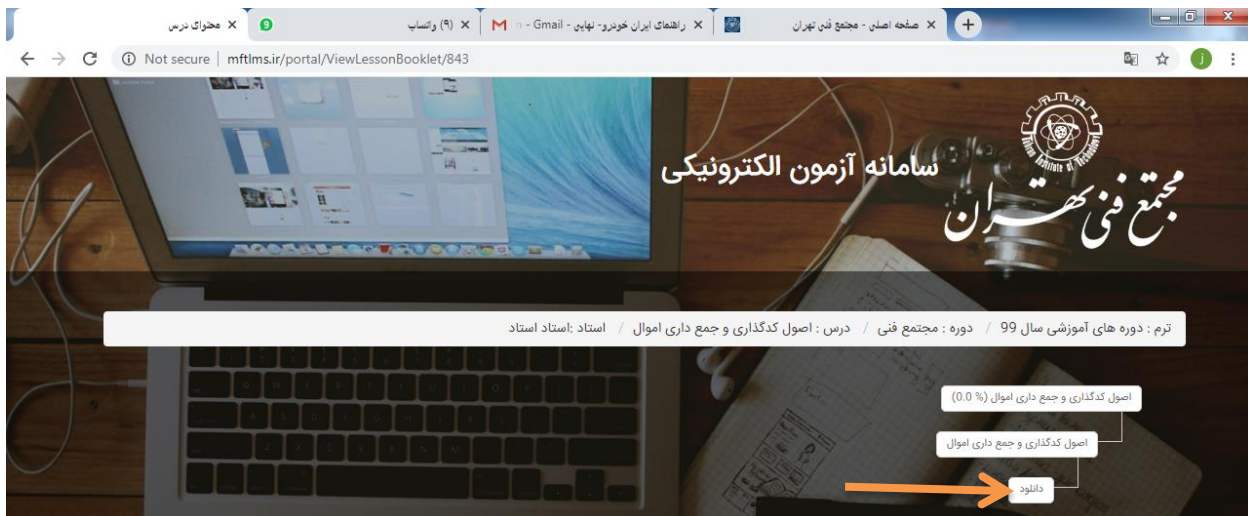 محتوای درس
(۹) واتساپ
راهنمای ایران خودرو- نهایی - n - Gmail
صفحه اصلی - مجتمع فنی تهران
Not secure | mftlms.ir/portal/ViewLessonBooklet/843
سامانه آزمون الکترونیکی
مجتمع فنی تهران
ترم : دوره های آموزشی سال 99 / دوره : مجتمع فنی / درس : اصول کدگذاری و جمع داری اموال / استاد :استاد استاد
اصول کدگذاری و جمع داری اموال (% 0.0)
اصول کدگذاری و جمع داری اموال
دانلود